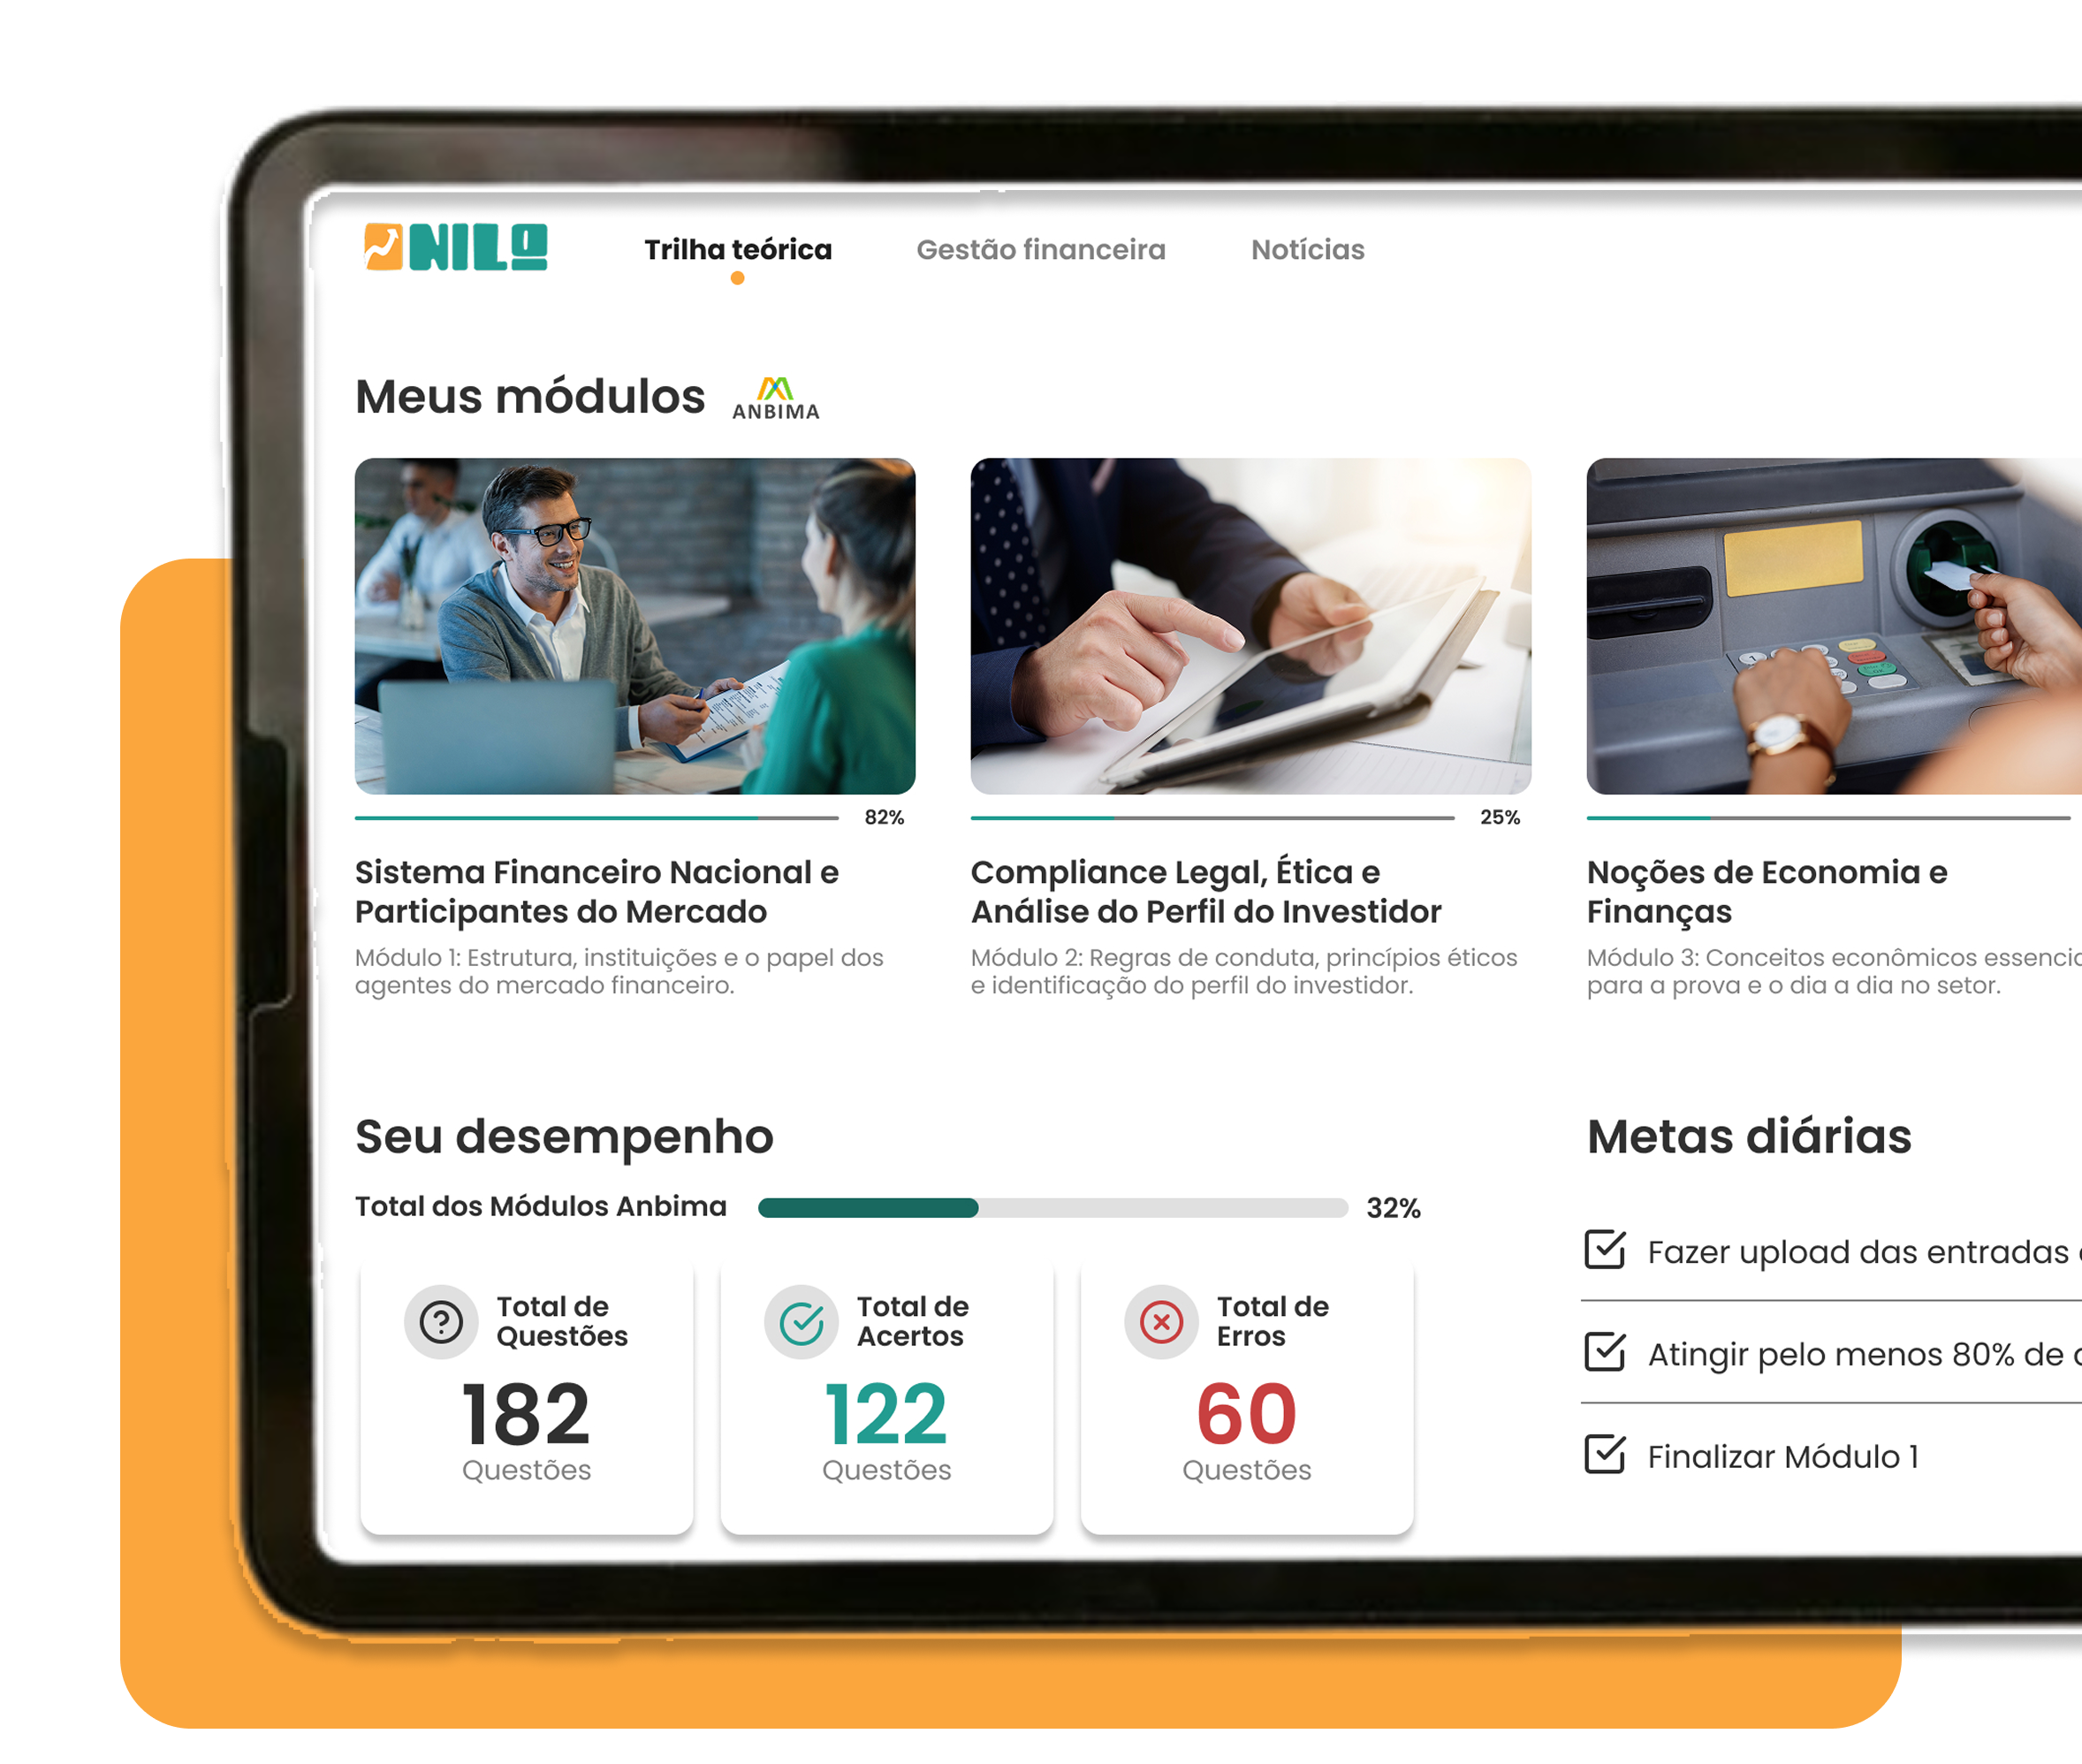 NILO
Trilha teórica
Gestão financeira
Notícias
Meus módulos
ANBIMA
82%
25%
Sistema Financeiro Nacional e
Participantes do Mercado
Módulo 1: Estrutura, instituições e o papel dos
agentes do mercado financeiro.
Compliance Legal, Ética e
Análise do Perfil do Investidor
Módulo 2: Regras de conduta, princípios éticos
e identificação do perfil do investidor.
Noções de Economia e
Finanças
Módulo 3: Conceitos econômicos
para a prova e o dia a dia no setor.
Seu desempenho
Total dos Módulos Anbima
32%
Total de
Questões
182
Questões
Total de
Acertos
122
Questões
Total de
Erros
60
Questões
Metas diárias
Fazer upload das entradas
Atingir pelo menos 80% de
Finalizar Módulo 1